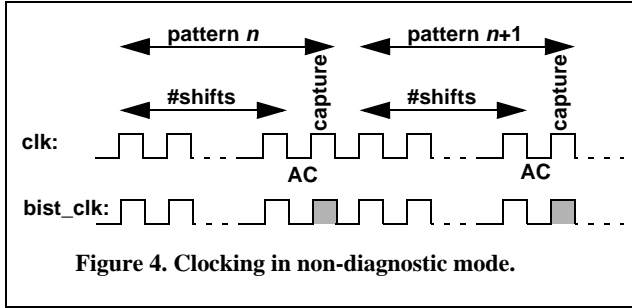 pattern n
pattern n+1
#shifts
capture
#shifts
capture
clk:
AC
AC
bist_clk:
Figure 4. Clocking in non-diagnostic mode.